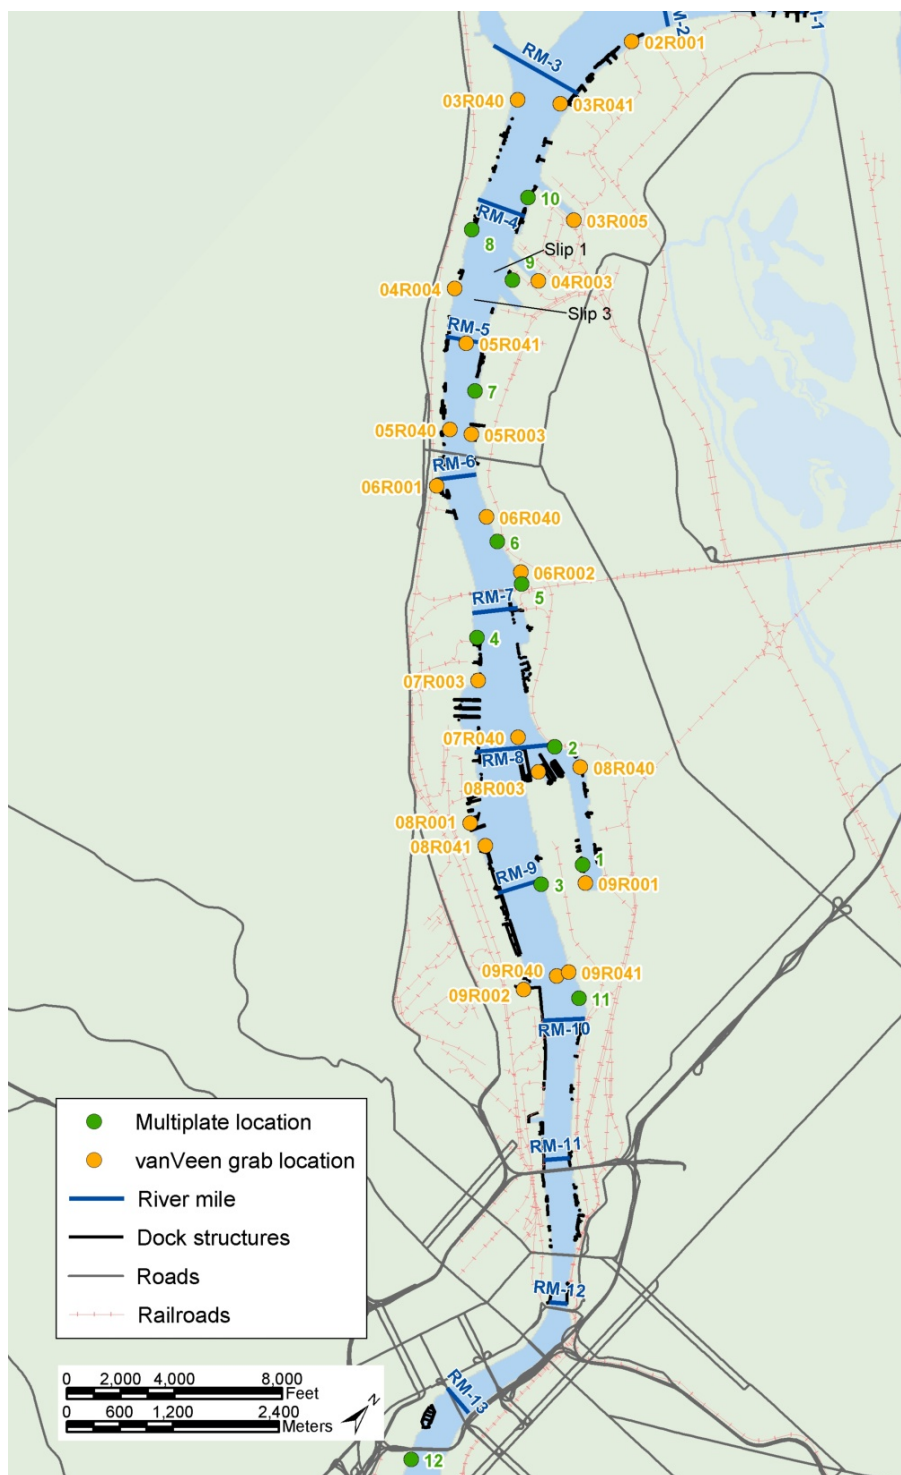 M-2
I-1
02R001
RM-3
03R040
03R041
10
RM-4
03R005
8
Slip 1
9
04R004
04R003
Slip 3
RM-5
05R041
7
05R040
05R003
RM-6
06R001
06R040
6
06R002
5
RM-7
4
07R003
07R040
2
RM-8
08R040
08R003
08R001
08R041
1
RM-9
3
09R001
09R040
09R041
09R002
11
RM-10
RM-11
RM-12
RM-13
12
Multiplate location
vanVeen grab location
River mile
Dock structures
Roads
Railroads
0 2,000 4,000 8,000
Feet
0 600 1,200 2,400
Meters
N